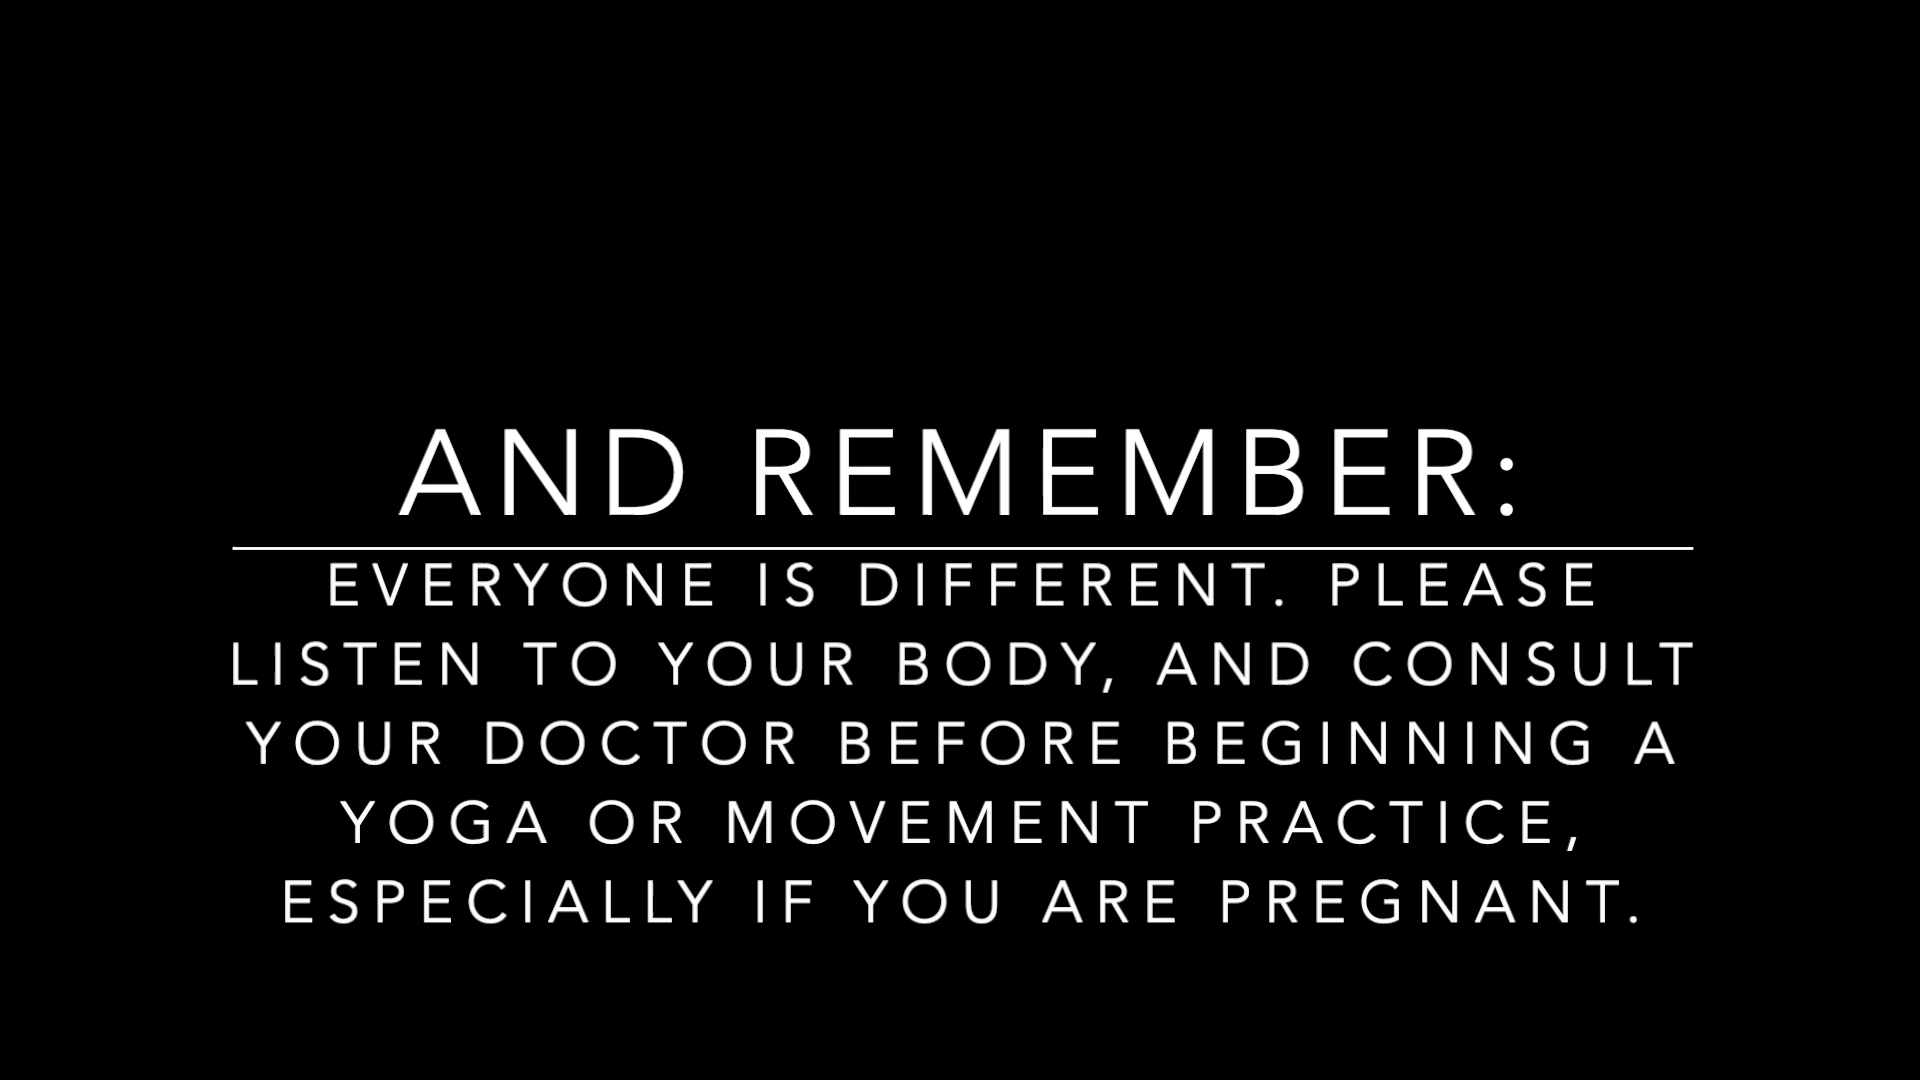 AND REMEMBER:
EVERYONE IS DIFFERENT. PLEASE
LISTEN TO YOUR BODY, AND CONSULT
YOUR DOCTOR BEFORE BEGINNING A
YOGA OR MOVEMENT PRACTICE,
ESPECIALLY IF YOU ARE PREGNANT.